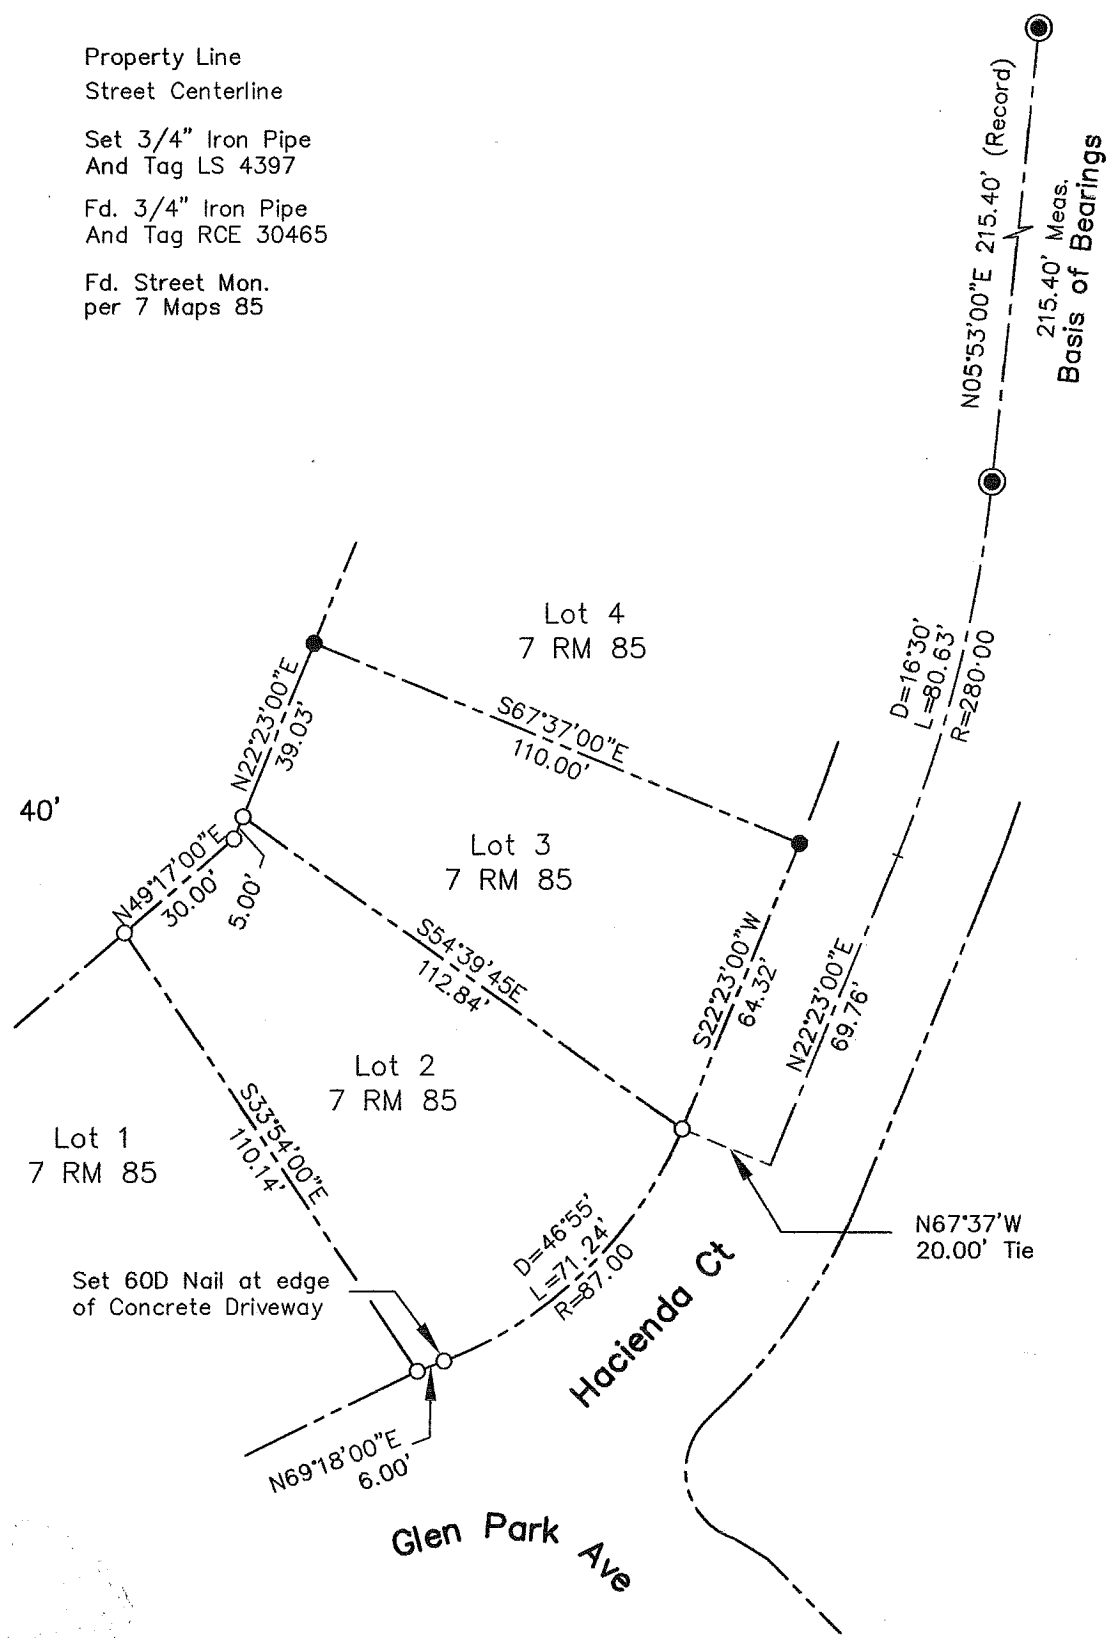 Property Line
Street Centerline
Set 3/4" Iron Pipe
And Tag LS 4397
Fd. 3/4" Iron Pipe
And Tag RCE 30465
Fd. Street Mon.
per 7 Maps 85
N05°53'00"E 215.40' (Record)
215.40' Meas.
Basis of Bearings
Lot 4
7 RM 85
D=16°30'
L=80.63'
R=280.00
N22°23'00"E
39.03'
S67°37'00"E
110.00'
40'
Lot 3
7 RM 85
N49°17'00"E
30.00'
5.00'
S54°39'45E
112.84'
S22°23'00"W
64.32'
N22°23'00"E
69.76'
Lot 2
7 RM 85
Lot 1
7 RM 85
S33°54'00"E
110.14'
N67°37'W
20.00' Tie
D=46°55'
L=71.24'
R=87.00
Set 60D Nail at edge
of Concrete Driveway
Hacienda Ct
N69°18'00"E
6.00'
Glen Park Ave